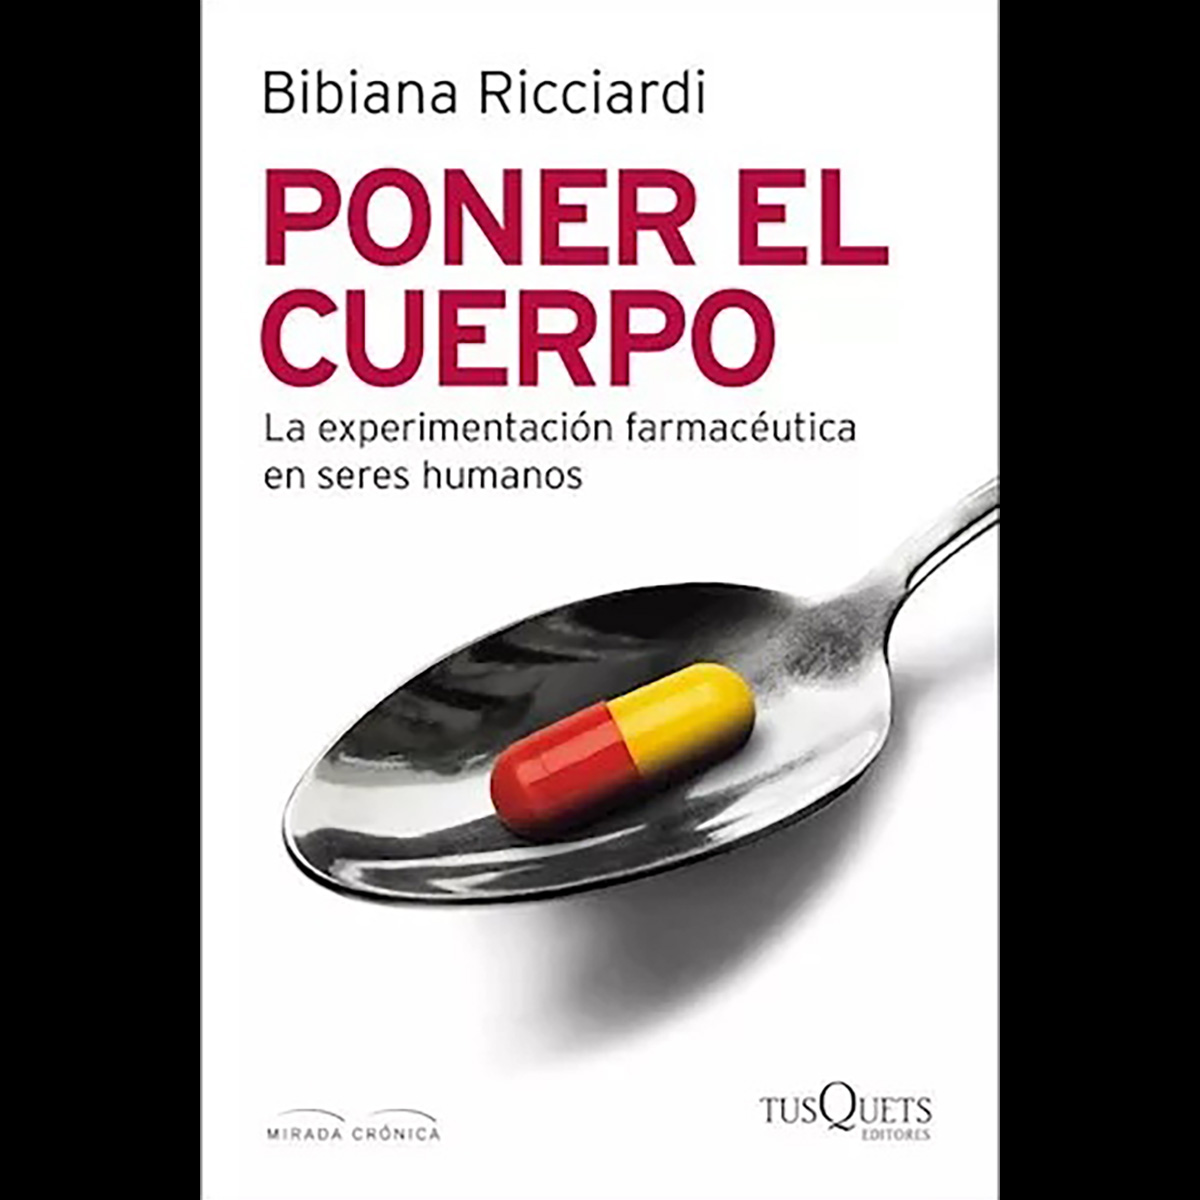 Bibiana Ricciardi
PONER EL
CUERPO
La experimentación farmacéutica
en seres humanos
MIRADA CRÓNICA
TUSQUETS
EDITORES